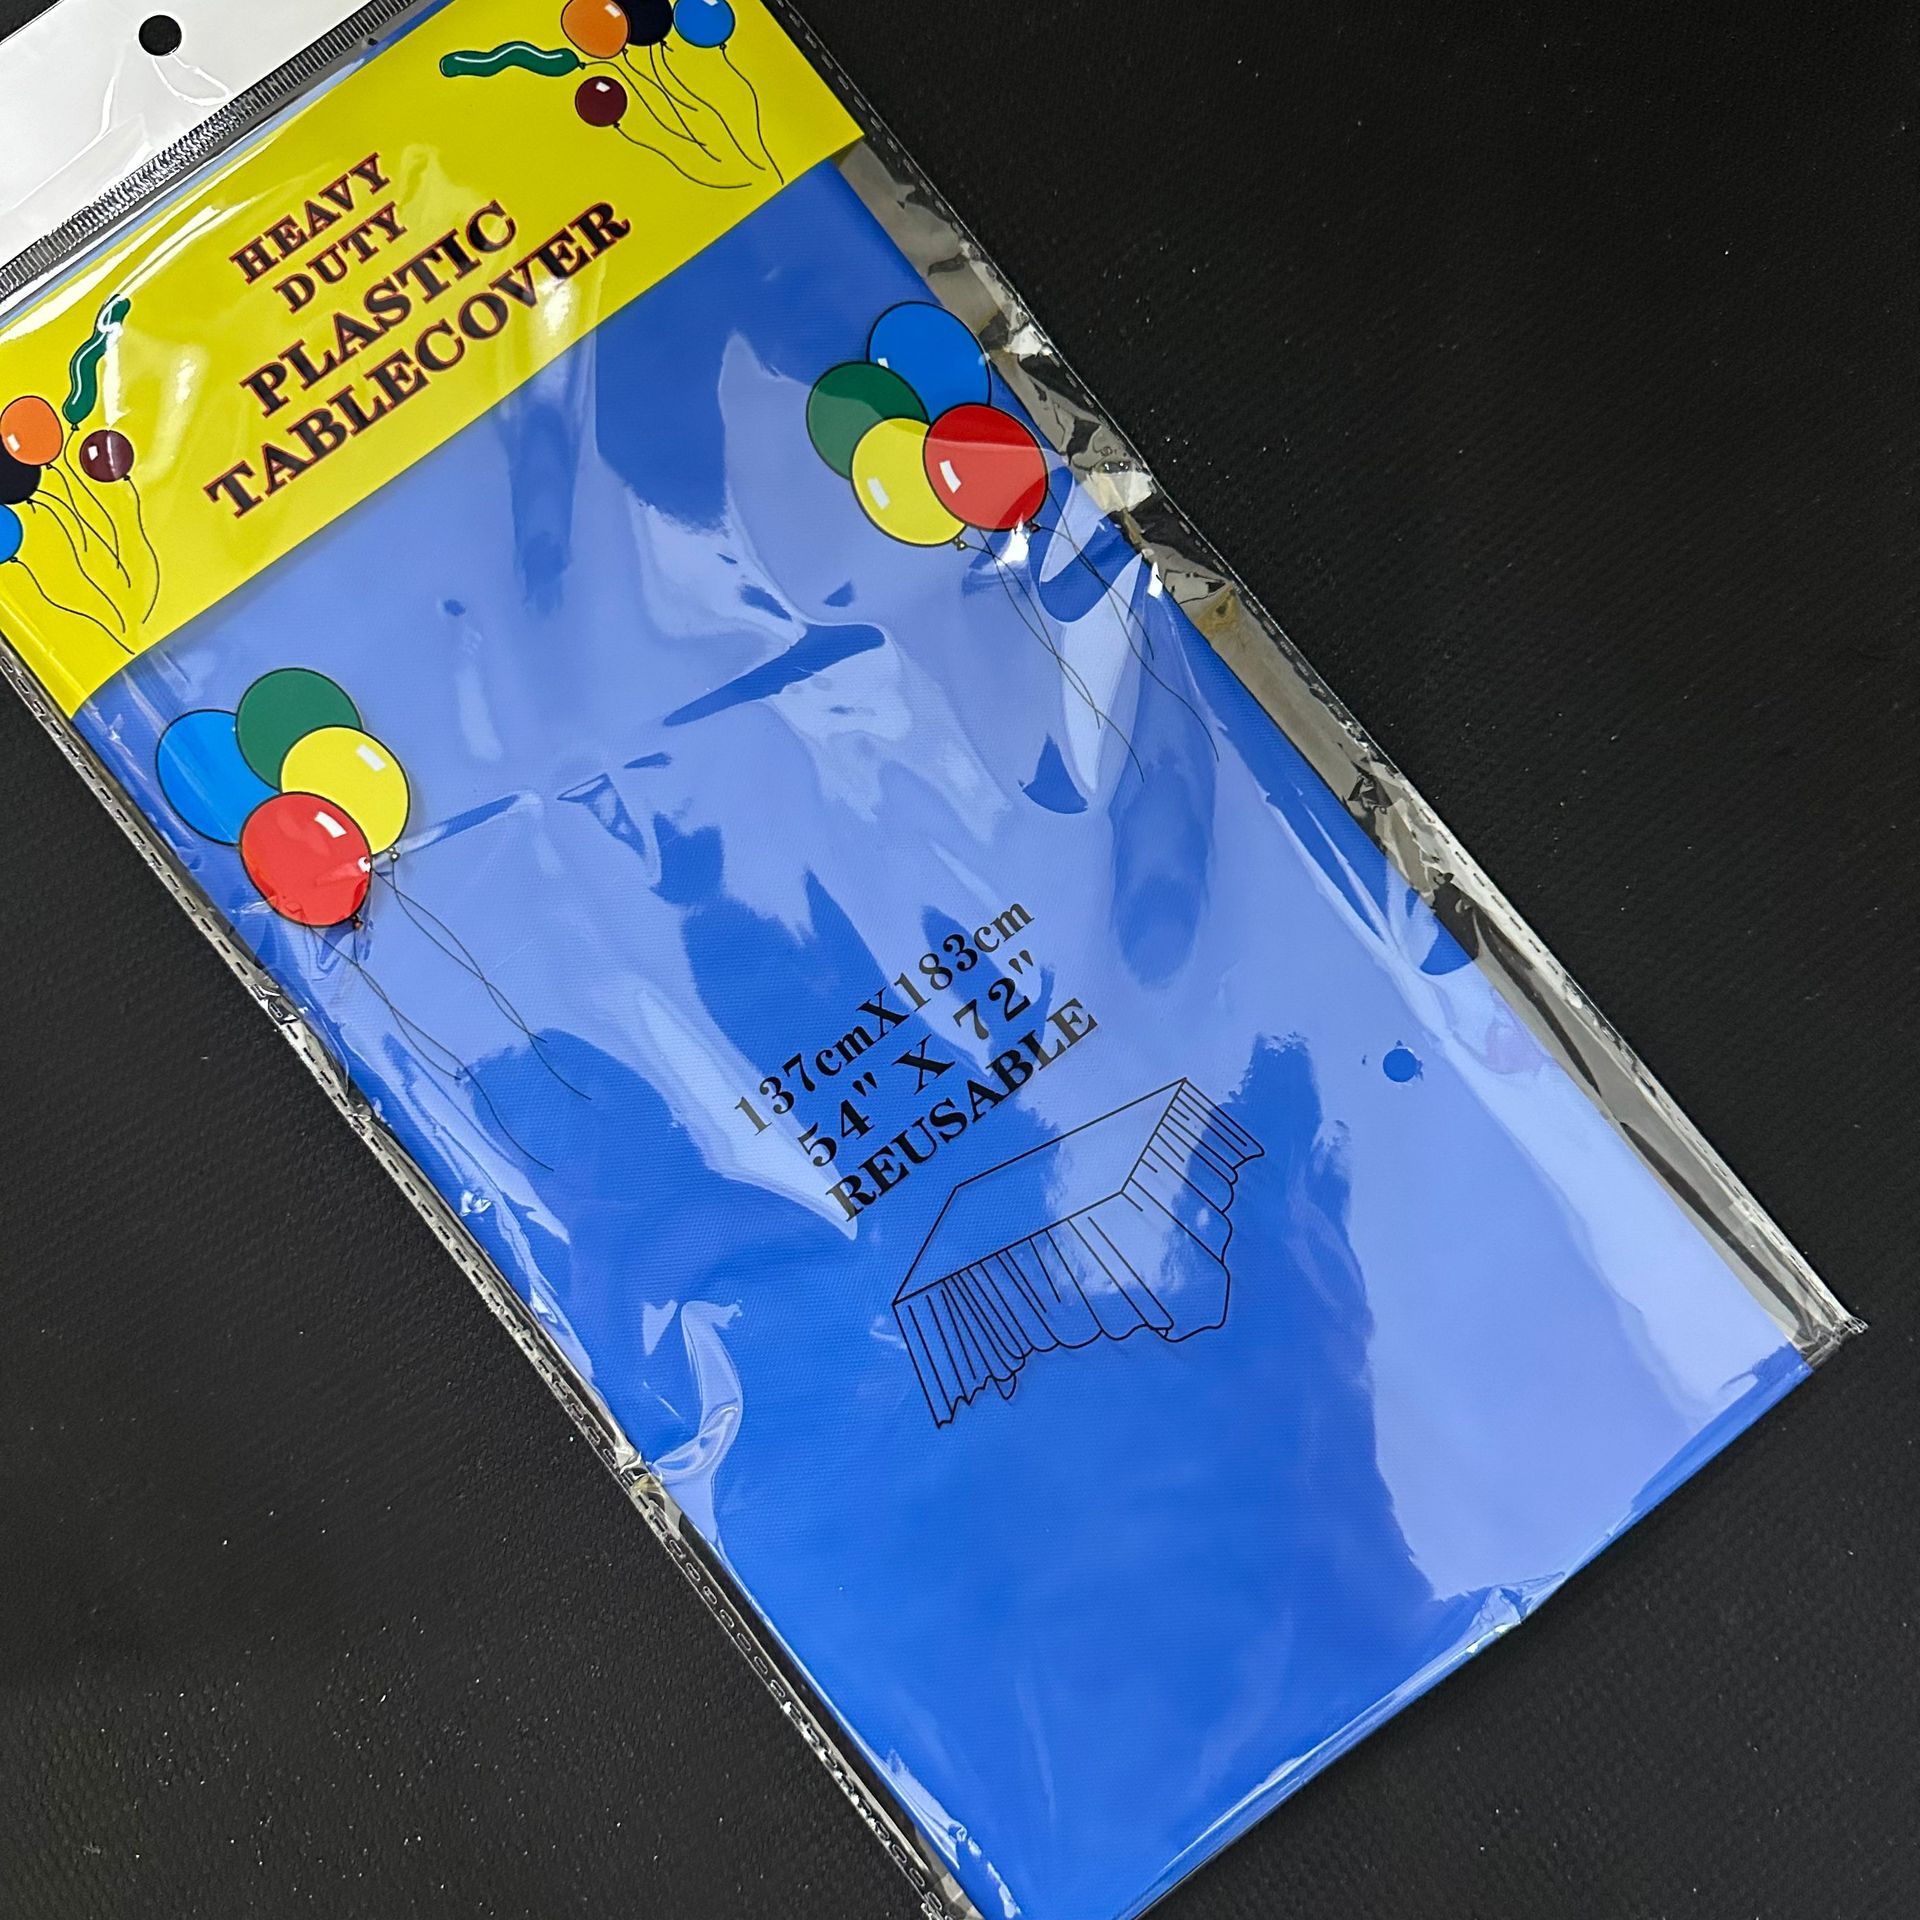 HEAVY
DUTY
PLASTIC
TABLECOVER
137cmX183cm
54" X 72"
REUSABLE